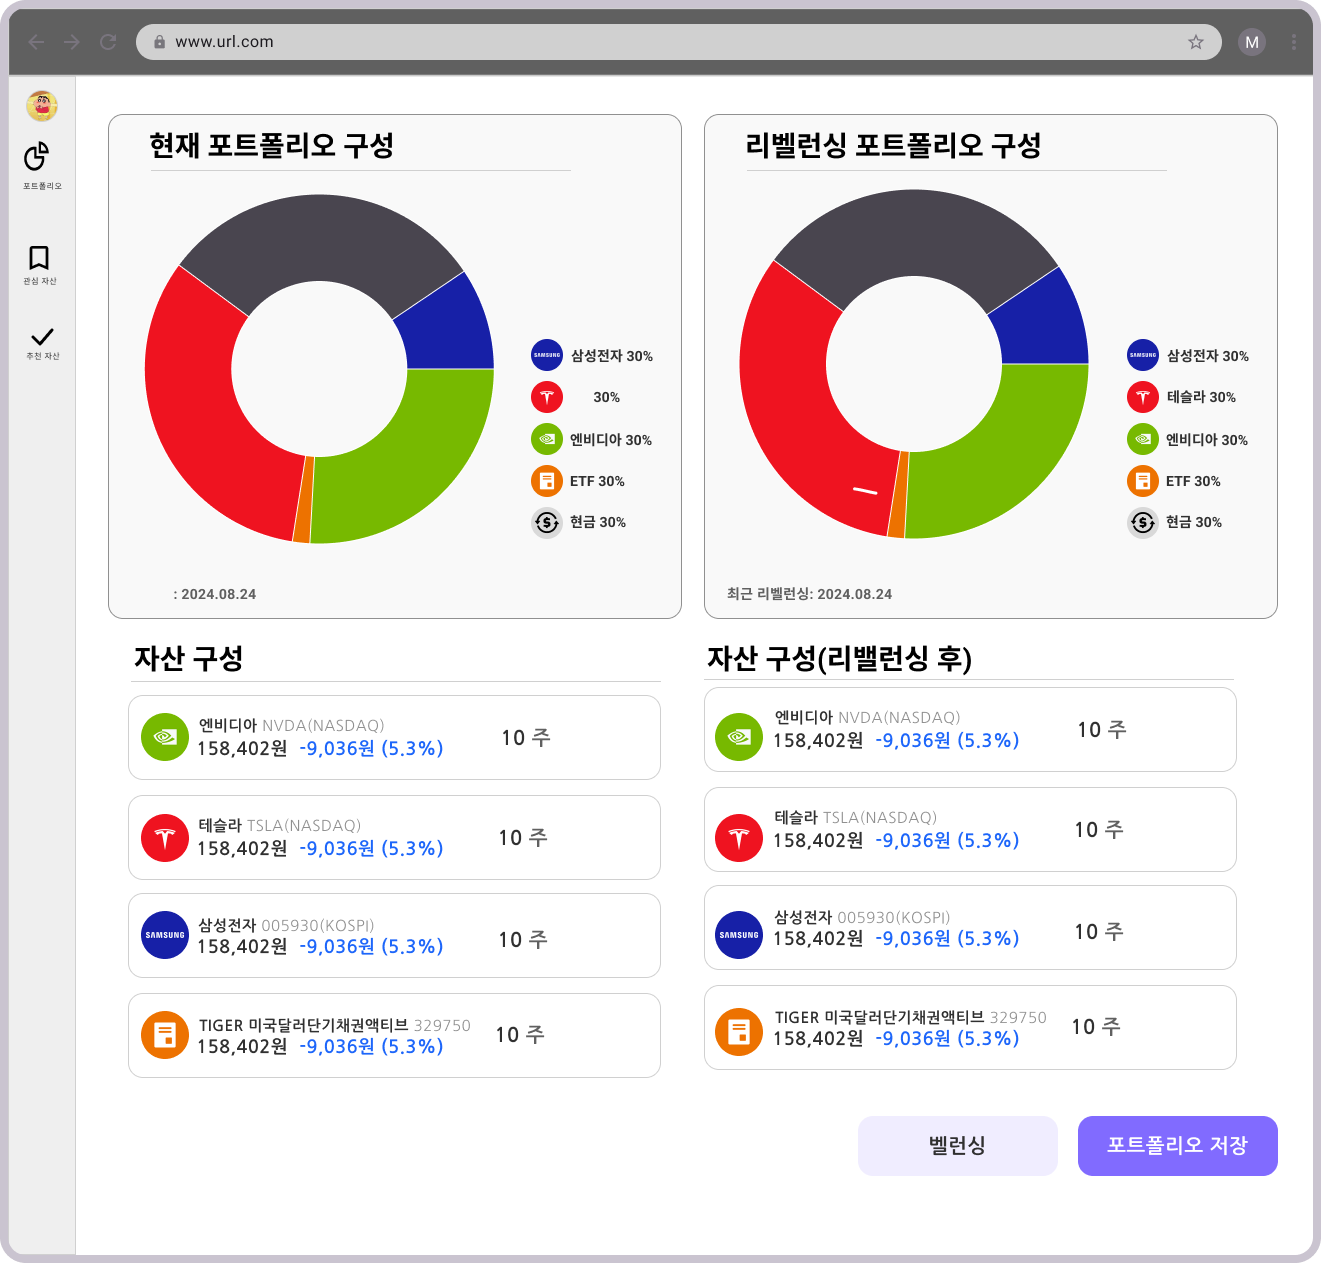 www.url.com
M
포트폴리오
관심 자산
추천 자산
현재 포트폴리오 구성
SAMSUNG 삼성전자 30%
30%
엔비디아 30%
ETF 30%
현금 30%
: 2024.08.24
리벨런싱 포트폴리오 구성
SAMSUNG 삼성전자 30%
테슬라 30%
엔비디아 30%
ETF 30%
현금 30%
최근 리벨런싱: 2024.08.24
자산 구성
엔비디아 NVDA(NASDAQ)
158,402원 -9,036원 (5.3%)
10 주
테슬라 TSLA(NASDAQ)
158,402원 -9,036원 (5.3%)
10 주
SAMSUNG
삼성전자 005930(KOSPI)
158,402원 -9,036원 (5.3%)
10 주
TIGER 미국달러단기채권액티브 329750
158,402원 -9,036원 (5.3%)
10 주
자산 구성(리밸런싱 후)
엔비디아 NVDA(NASDAQ)
158,402원 -9,036원 (5.3%)
10 주
테슬라 TSLA(NASDAQ)
158,402원 -9,036원 (5.3%)
10 주
SAMSUNG
삼성전자 005930(KOSPI)
158,402원 -9,036원 (5.3%)
10 주
TIGER 미국달러단기채권액티브 329750
158,402원 -9,036원 (5.3%)
10 주
벨런싱
포트폴리오 저장